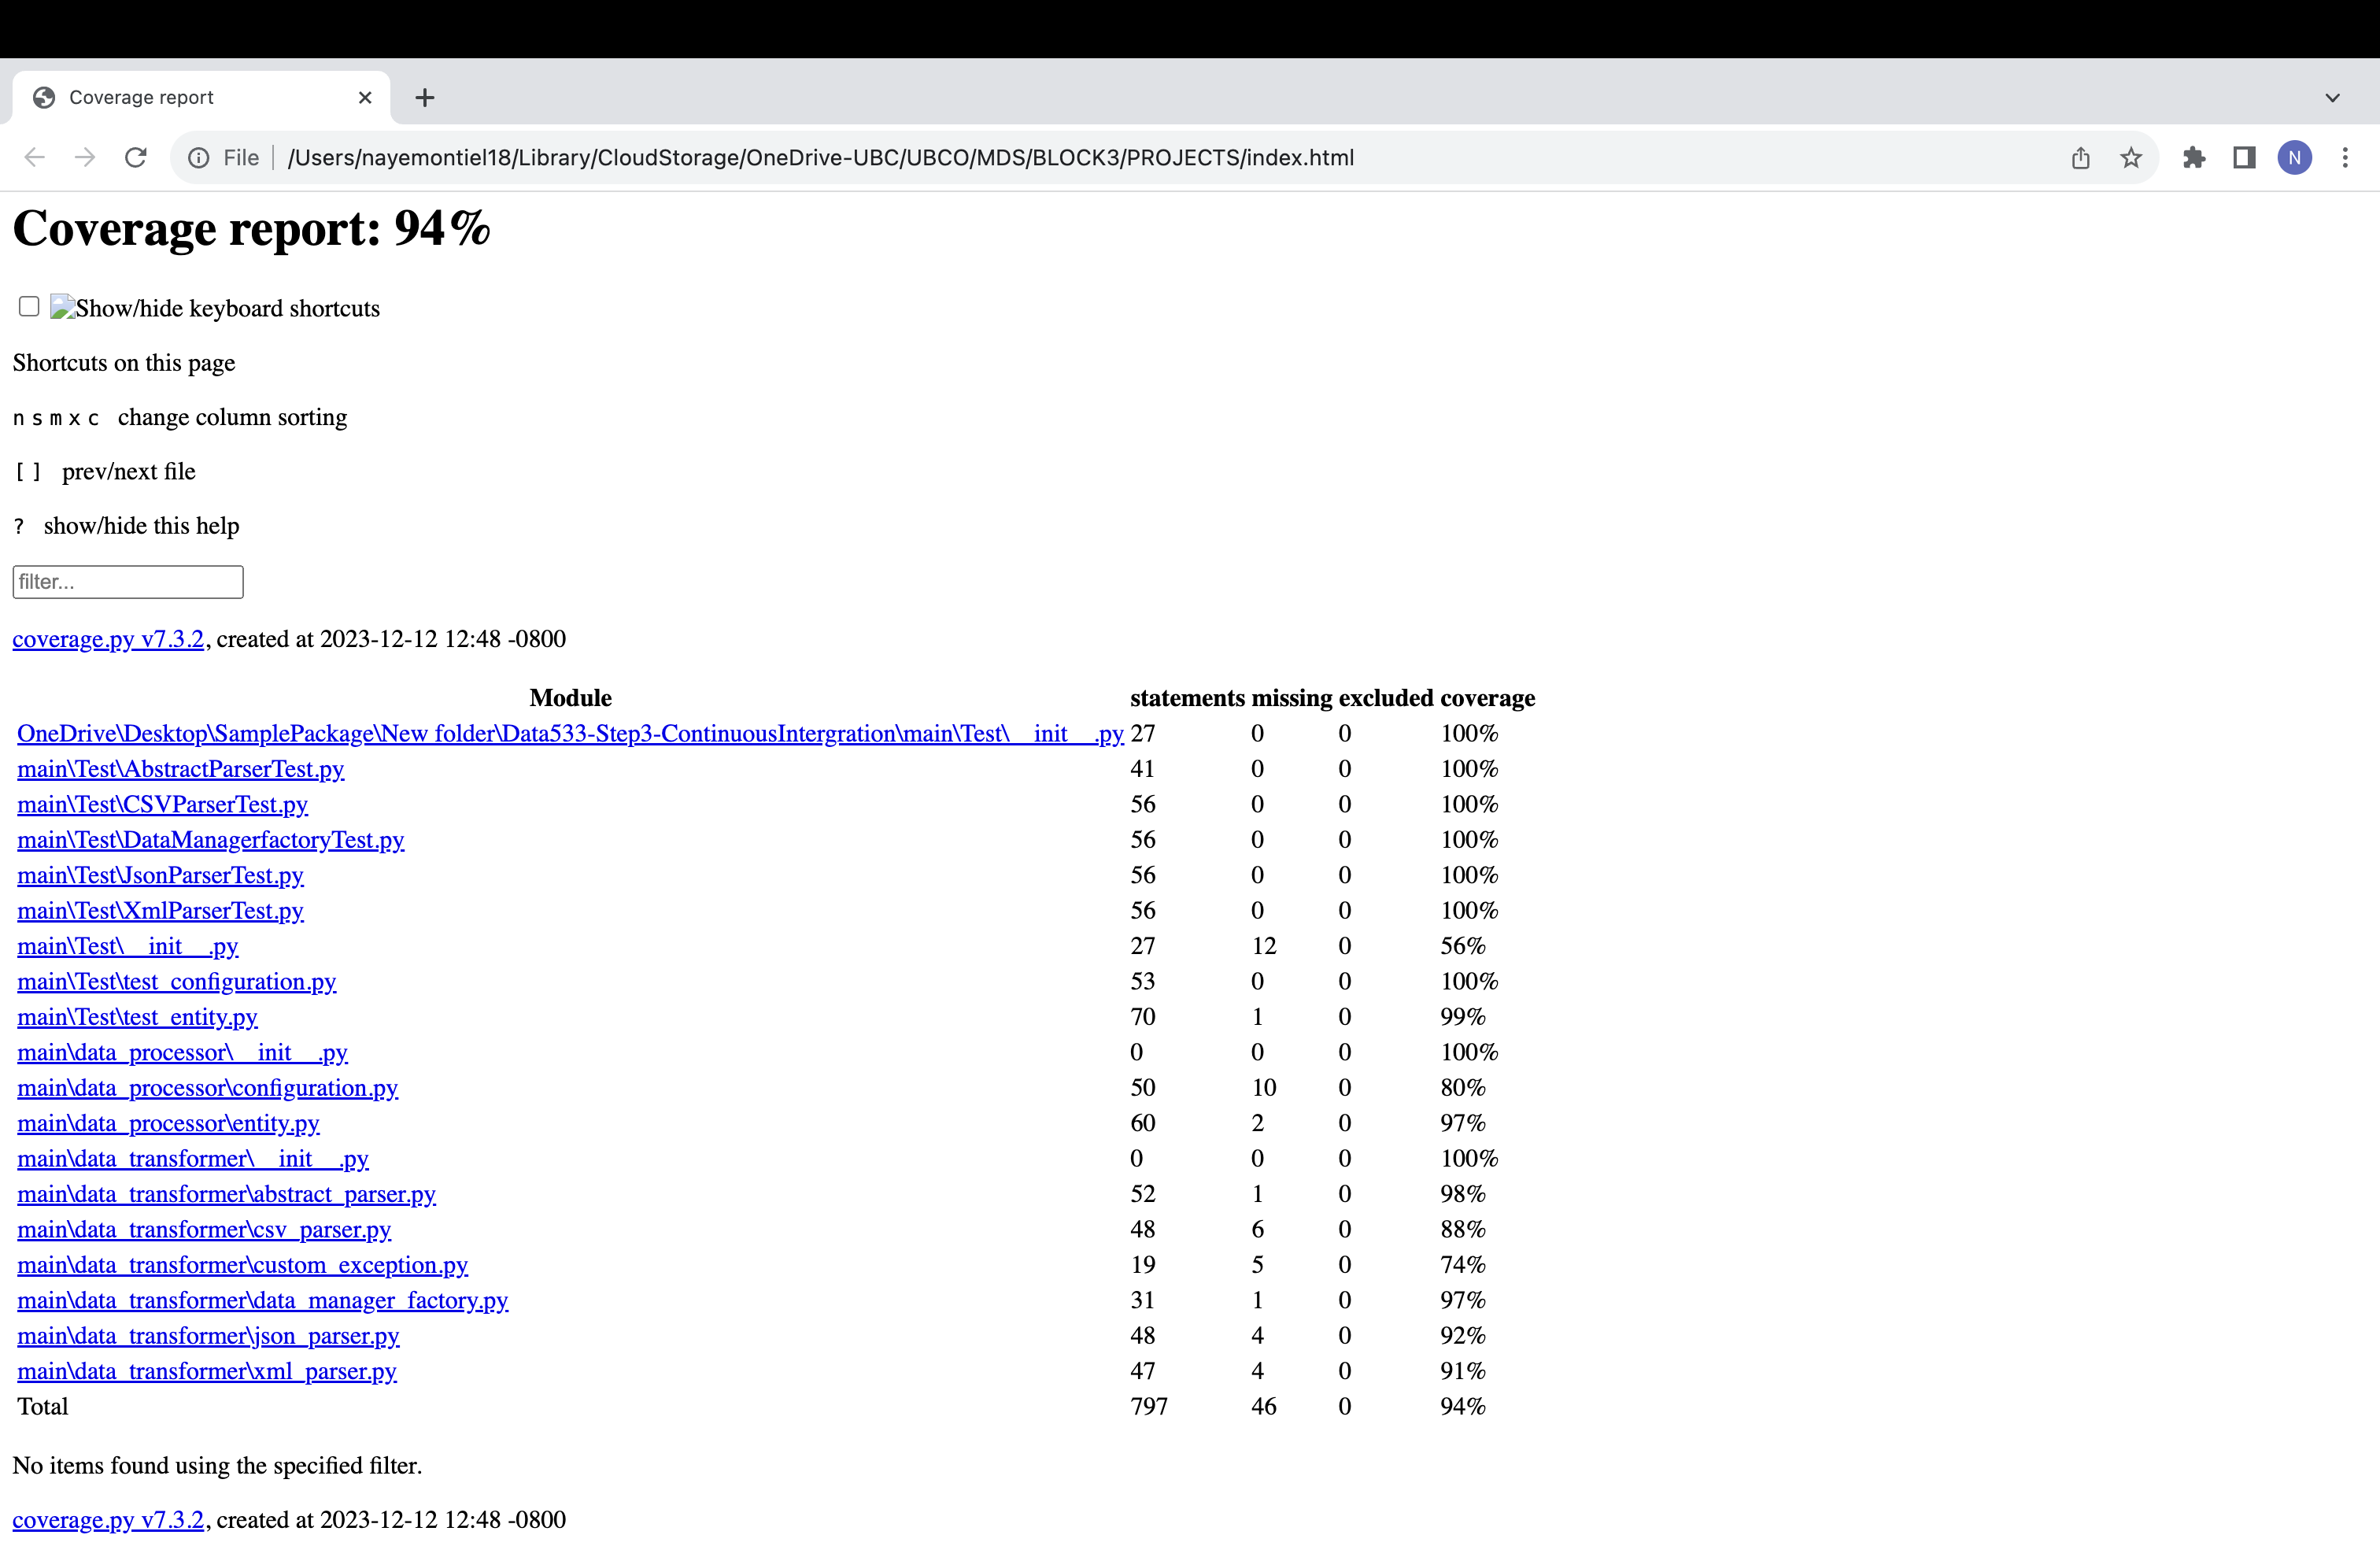 Coverage report
File /Users/nayemontiel18/Library/CloudStorage/OneDrive-UBC/UBCO/MDS/BLOCK3/PROJECTS/index.html
N
Coverage report: 94%
Show/hide keyboard shortcuts
Shortcuts on this page
n s m x c change column sorting
[ ] prev/next file
? show/hide this help
filter...
coverage.py v7.3.2, created at 2023-12-12 12:48 -0800
Module statements missing excluded coverage
OneDrive\Desktop\SamplePackage\New folder\Data533-Step3-ContinuousIntergration\main\Test\__init__.py 27 0 0 100%
main\Test\AbstractParserTest.py 41 0 0 100%
main\Test\CSVParserTest.py 56 0 0 100%
main\Test\DataManagerfactoryTest.py 56 0 0 100%
main\Test\JsonParserTest.py 56 0 0 100%
main\Test\XmlParserTest.py 56 0 0 100%
main\Test\__init__.py 27 12 0 56%
main\Test\test_configuration.py 53 0 0 100%
main\Test\test_entity.py 70 1 0 99%
main\data_processor\__init__.py 0 0 0 100%
main\data_processor\configuration.py 50 10 0 80%
main\data_processor\entity.py 60 2 0 97%
main\data_transformer\__init__.py 0 0 0 100%
main\data_transformer\abstract_parser.py 52 1 0 98%
main\data_transformer\csv_parser.py 48 6 0 88%
main\data_transformer\custom_exception.py 19 5 0 74%
main\data_transformer\data_manager_factory.py 31 1 0 97%
main\data_transformer\json_parser.py 48 4 0 92%
main\data_transformer\xml_parser.py 47 4 0 91%
Total 797 46 0 94%
No items found using the specified filter.
coverage.py v7.3.2, created at 2023-12-12 12:48 -0800